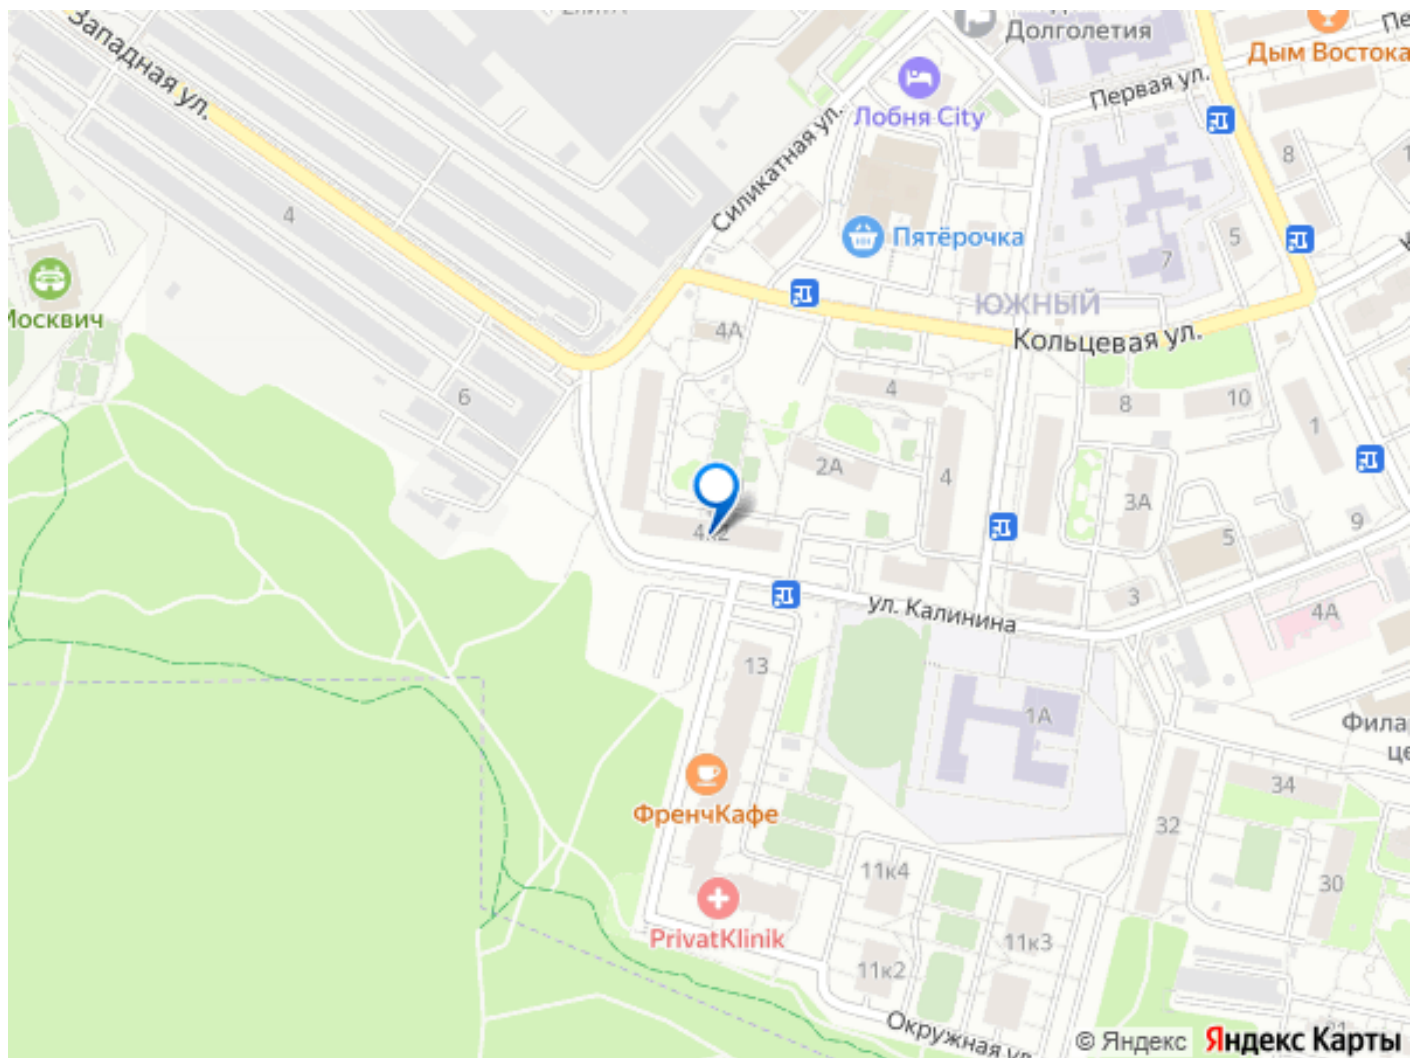 Западная ул.
Долголетия
Дым Востока
Первая ул.
Лобня City
Силикатная ул.
8
4
Пятёрочка
5
7
Москвич
ЮЖНЫЙ
Кольцевая ул.
4А
6
4
8
10
1
2А
4
3А
9
4к2
5
ул. Калинина
3
4А
13
1А
34
ФренчКафе
32
11к4
30
PrivatKlinik
11к3
11к2
Окружная ул.
© Яндекс Яндекс Карты